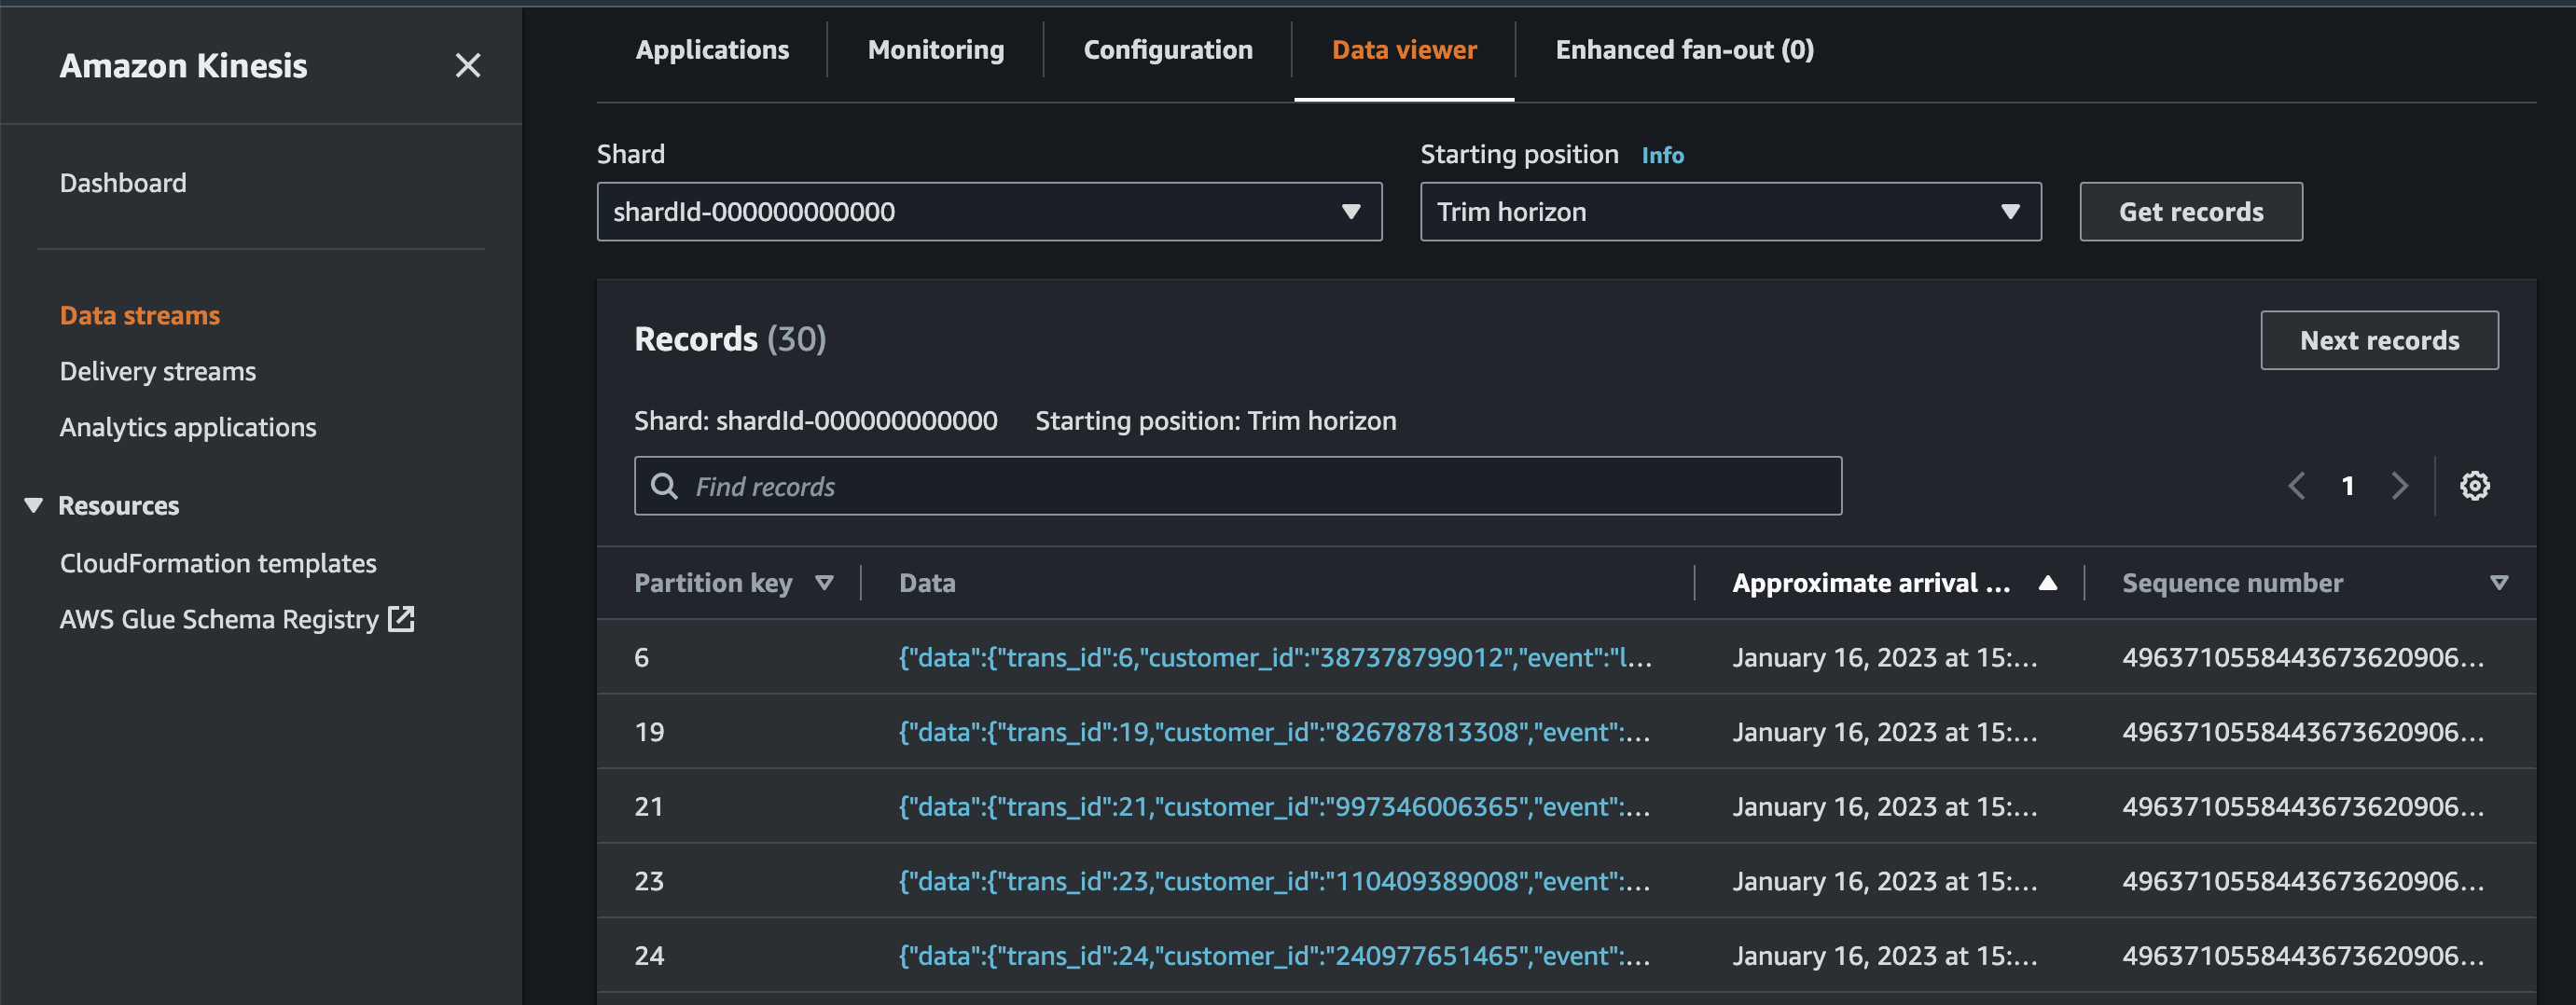 Amazon Kinesis
Dashboard
Data streams
Delivery streams
Analytics applications
Resources
CloudFormation templates
AWS Glue Schema Registry
Applications Monitoring Configuration Data viewer Enhanced fan-out (0)
Shard
shardId-000000000000
Starting position Info
Trim horizon
Get records
Records (30)
Next records
Shard: shardId-000000000000 Starting position: Trim horizon
Find records
1
Partition key Data Approximate arrival ... Sequence number
6 {"data":{"trans_id":6,"customer_id":"387378799012","event":"l... January 16, 2023 at 15:...4963710558443673620906...
19 {"data":{"trans_id":19,"customer_id":"826787813308","event":... January 16, 2023 at 15:... 4963710558443673620906...
21 {"data":{"trans_id":21,"customer_id":"997346006365","event":... January 16, 2023 at 15:... 4963710558443673620906...
23 {"data":{"trans_id":23,"customer_id":"110409389008","event":... January 16, 2023 at 15:... 4963710558443673620906...
24 {"data":{"trans_id":24,"customer_id":"240977651465","event":... January 16, 2023 at 15:... 4963710558443673620906...